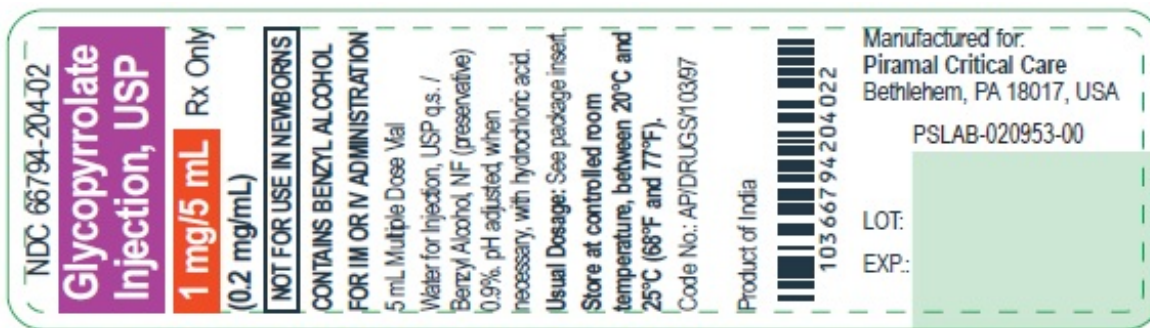 NDC 66794-204-02
Glycopyrrolate
Injection, USP
1 mg/5 mL Rx Only
(0.2 mg/mL)
NOT FOR USE IN NEWBORNS
CONTAINS BENZYL ALCOHOL
FOR IM OR IV ADMINISTRATION
5 mL Multiple Dose Vial
Water for Injection, USP q.s. /
Benzyl Alcohol, NF (preservative)
0.9%. pH adjusted, when
necessary, with hydrochloric acid.
Usual Dosage: See package insert.
Store at controlled room
temperature, between 20°C and
25°C (68°F and 77°F).
Code No.: AP/DRUGS/103/97
Product of India
10366794204022
Manufactured for:
Piramal Critical Care
Bethlehem, PA 18017, USA
PSLAB-020953-00
LOT:
EXP.: